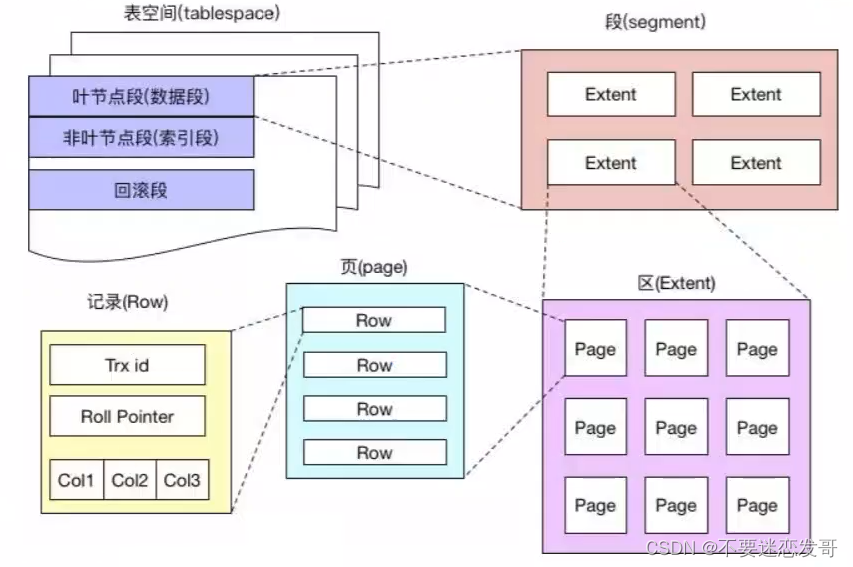 表空间(tablespace)
叶节点段(数据段)
非叶节点段(索引段)
回滚段
段(segment)
Extent
Extent
Extent
Extent
区(Extent)
Page
Page
Page
Page
Page
Page
Page
Page
Page
页(page)
Row
Row
Row
Row
记录(Row)
Trx id
Roll Pointer
Col1
Col2
Col3
CSDN @不要迷恋发哥